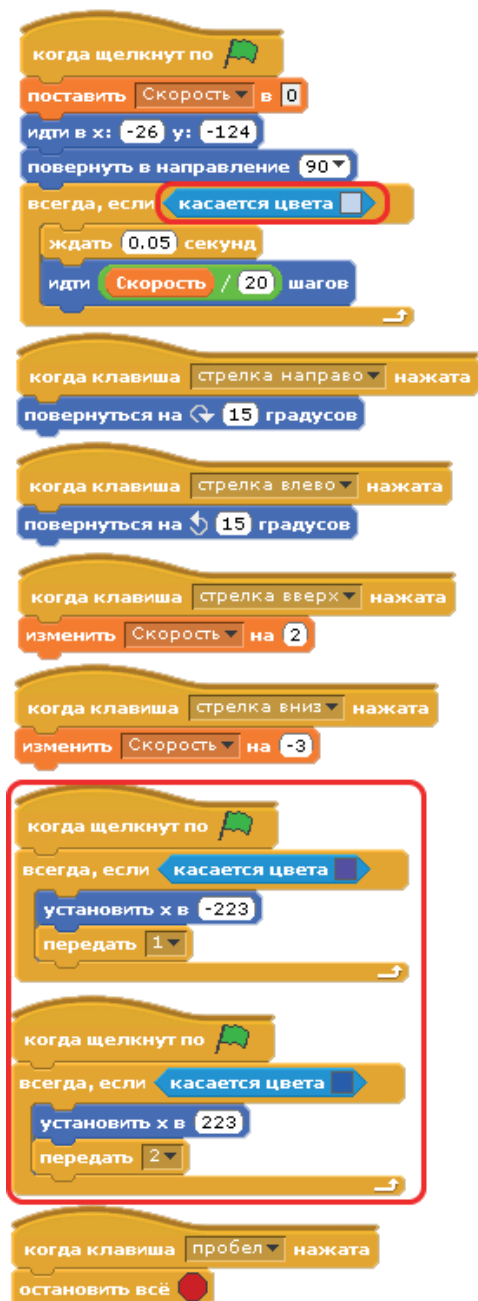 когда щелкнут по
поставить Скорость в 0
идти в x: -26 y: -124
повернуть в направление 90
всегда, если касается цвета
ждать 0.05 секунд
идти Скорость / 20 шагов
когда клавиша стрелка направо нажата
повернуться на 15 градусов
когда клавиша стрелка влево нажата
повернуться на 15 градусов
когда клавиша стрелка вверх нажата
изменить Скорость на 2
когда клавиша стрелка вниз нажата
изменить Скорость на -3
когда щелкнут по
всегда, если касается цвета
установить x в -223
передать 1
когда щелкнут по
всегда, если касается цвета
установить x в 223
передать 2
когда клавиша пробел нажата
остановить всё